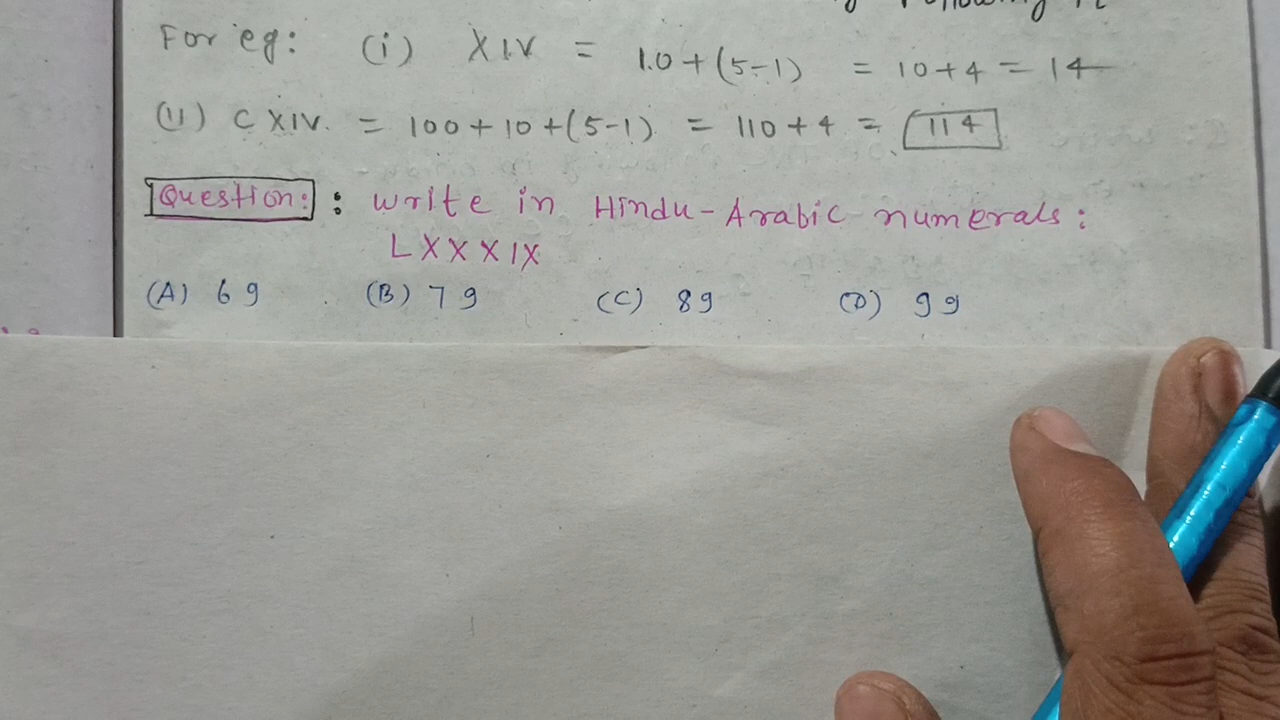 Following
For eg: (i) XIV = 10+(5-1) = 10+4 = 14
(ii) CXIV. = 100+10+(5-1) = 110+4 = 114
Question: : Write in Hindu-Arabic numerals:
LXXXIX
(A) 69 (B) 79 (C) 89 (D) 99